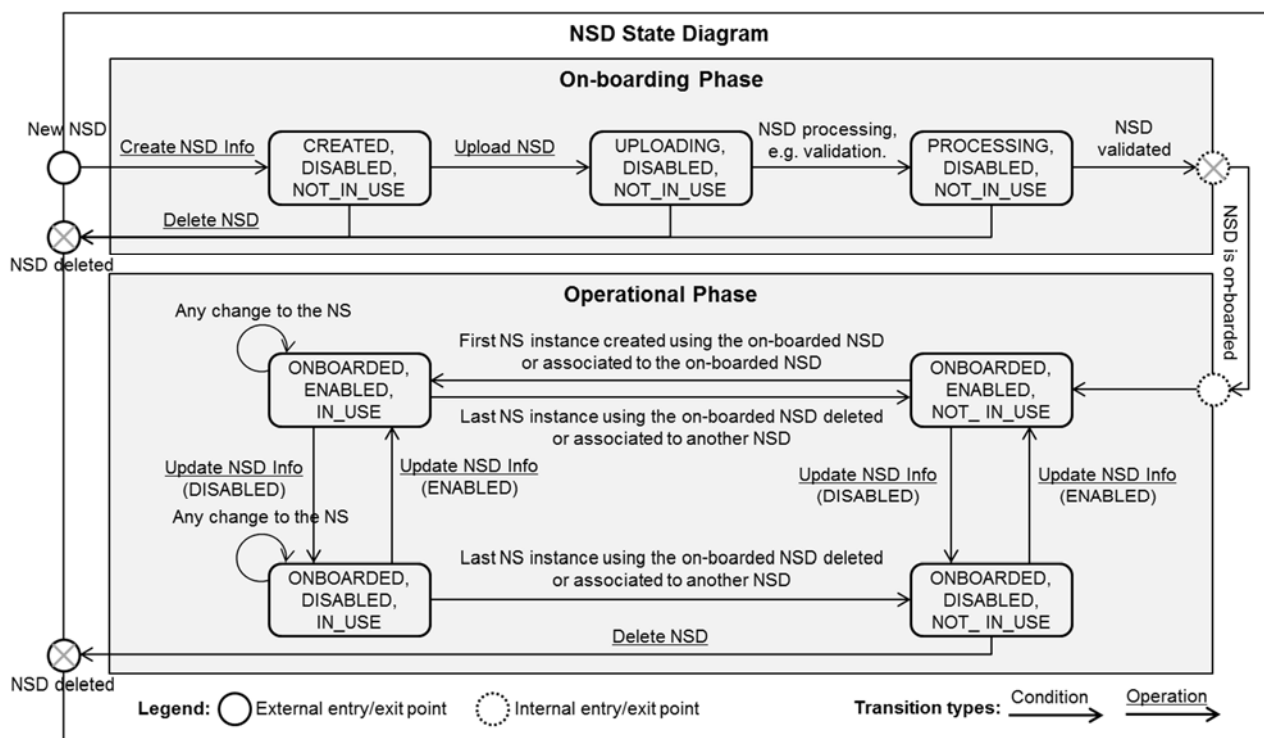 NSD State Diagram
On-boarding Phase
New NSD
Create NSD Info
CREATED,
DISABLED,
NOT_IN_USE
Upload NSD
UPLOADING,
DISABLED,
NOT_IN_USE
NSD processing,
e.g. validation.
PROCESSING,
DISABLED,
NOT_IN_USE
NSD
validated
Delete NSD
NSD deleted
NSD is on-boarded
Operational Phase
Any change to the NS
ONBOARDED,
ENABLED,
IN_USE
First NS instance created using the on-boarded NSD
or associated to the on-boarded NSD
Last NS instance using the on-boarded NSD deleted
or associated to another NSD
ONBOARDED,
ENABLED,
NOT_ IN_USE
Update NSD Info
(DISABLED)
Update NSD Info
(ENABLED)
Update NSD Info
(DISABLED)
Update NSD Info
(ENABLED)
Any change to the NS
ONBOARDED,
DISABLED,
IN_USE
Last NS instance using the on-boarded NSD deleted
or associated to another NSD
ONBOARDED,
DISABLED,
NOT_ IN_USE
Delete NSD
NSD deleted
Legend: External entry/exit point Internal entry/exit point Transition types: Condition Operation